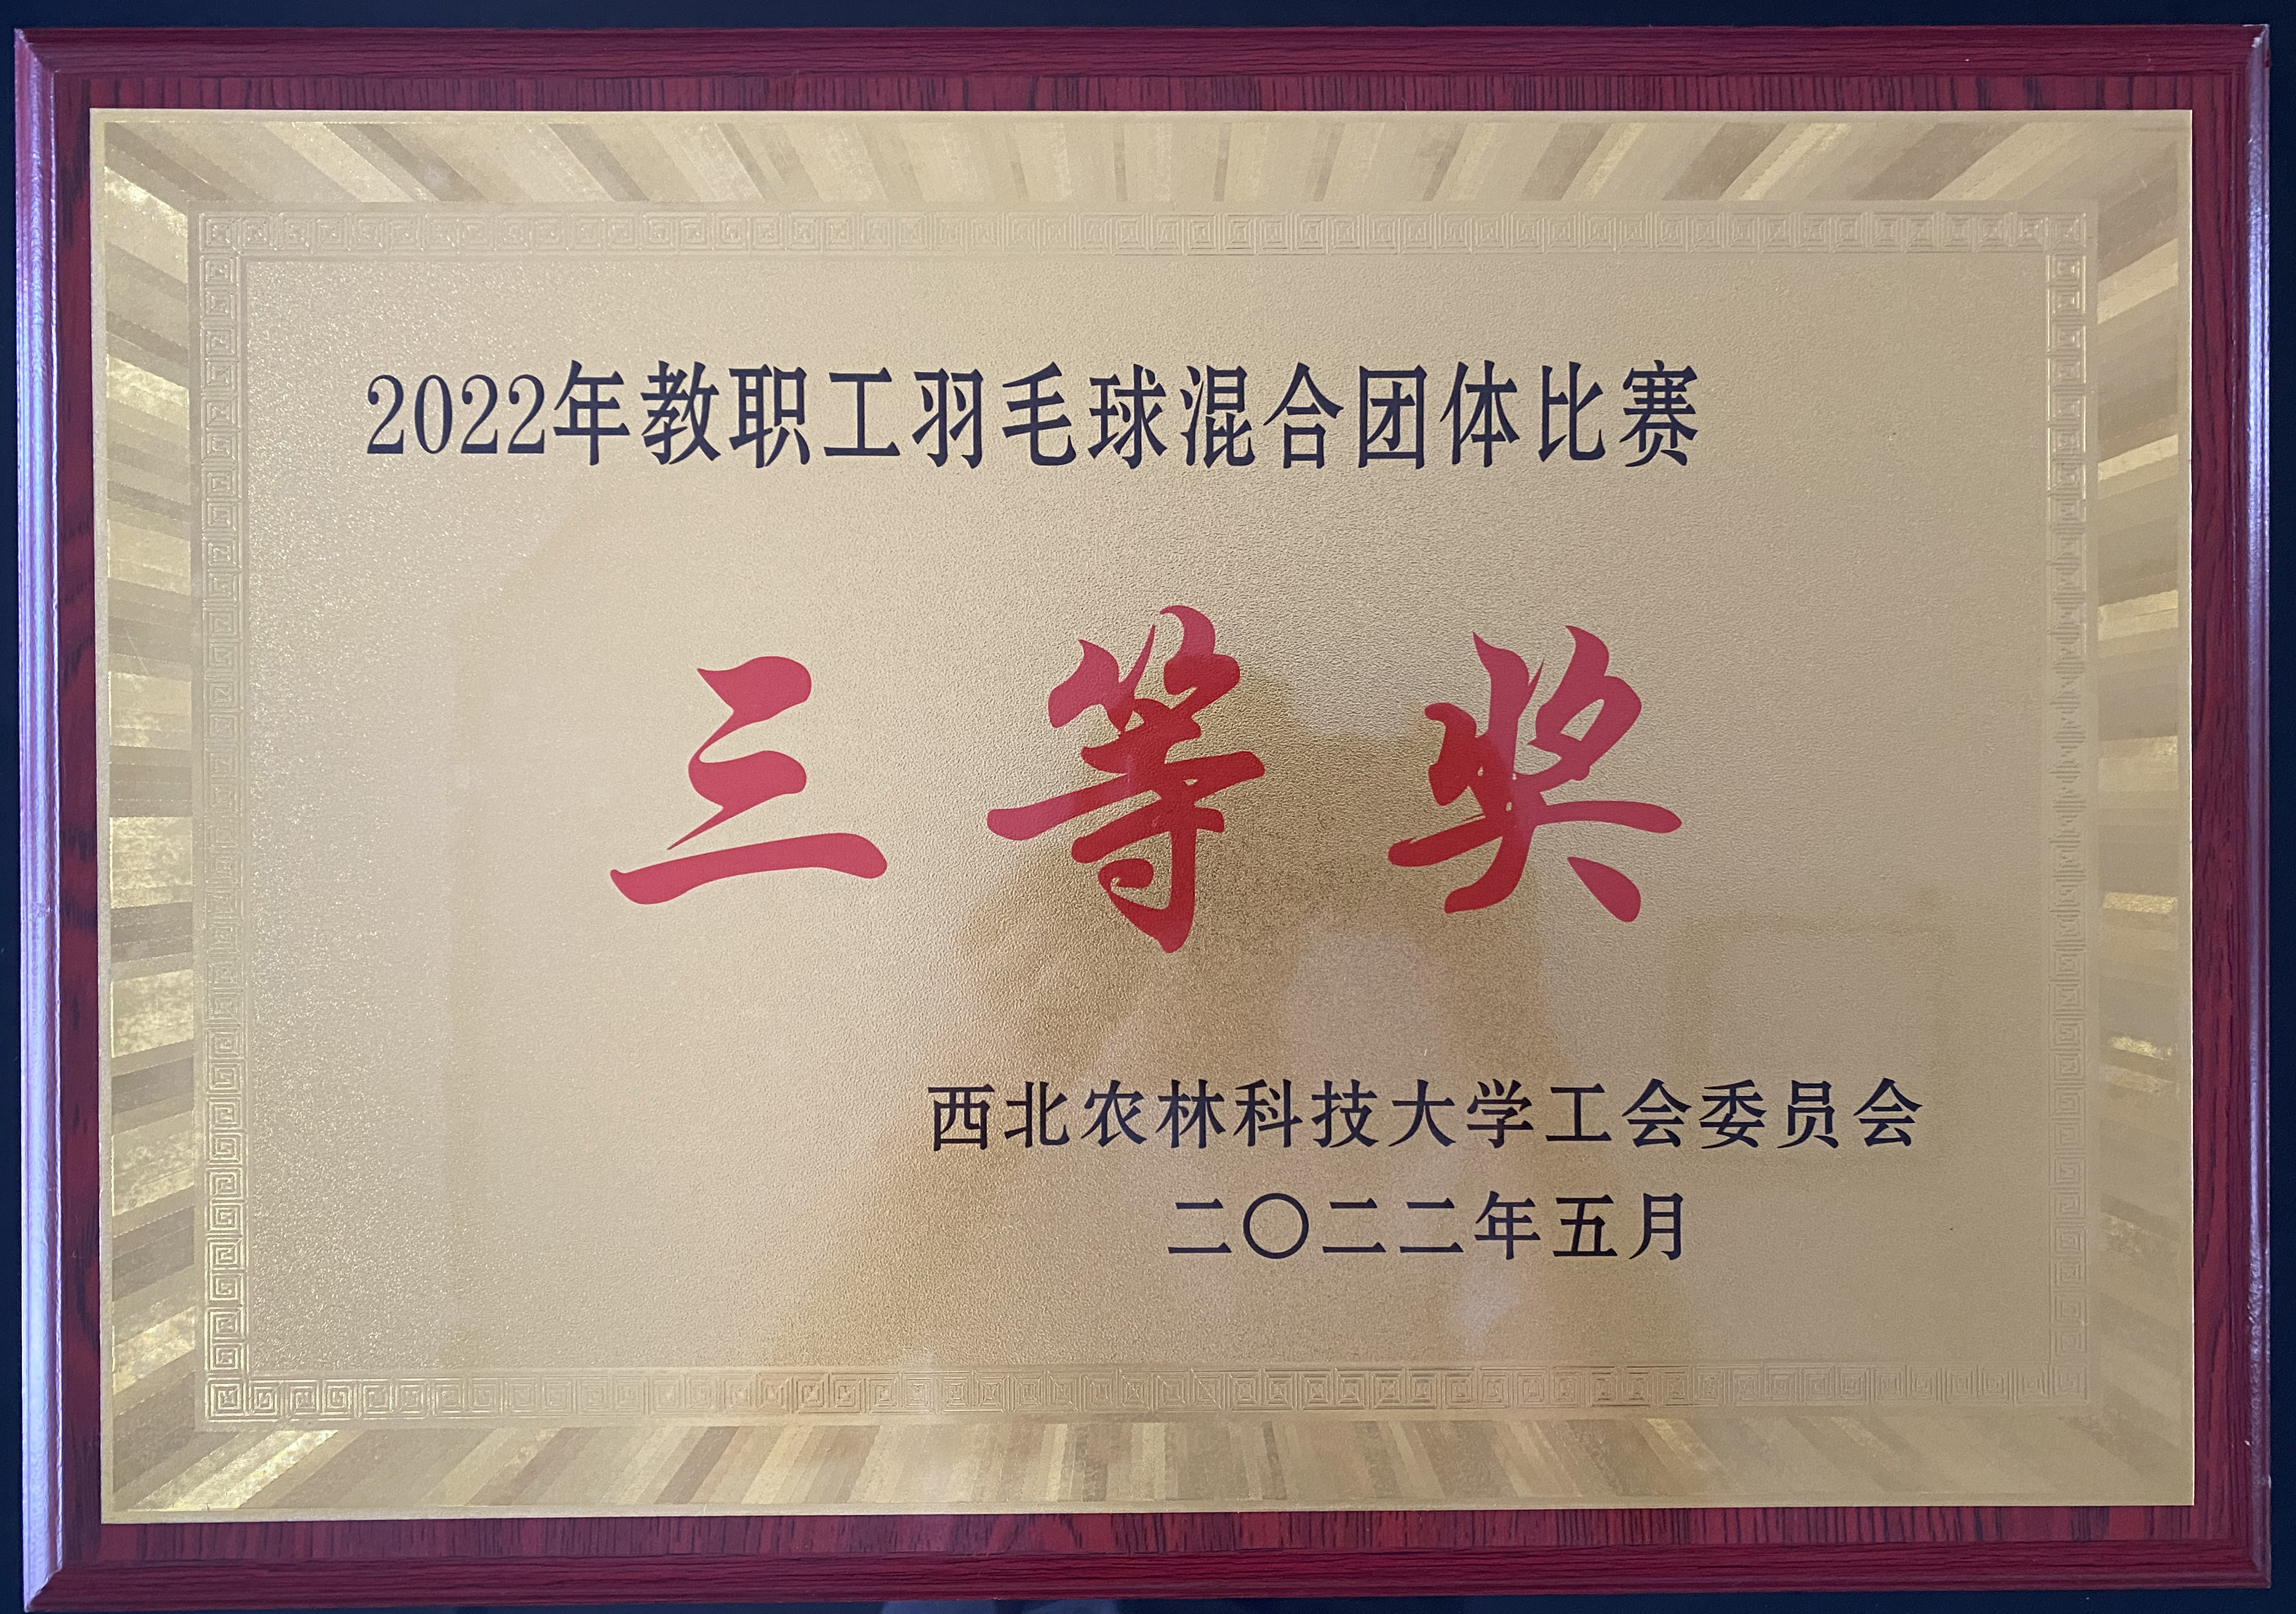 2022年教职工羽毛球混合团体比赛
三等奖
西北农林科技大学工会委员会
二〇二二年五月